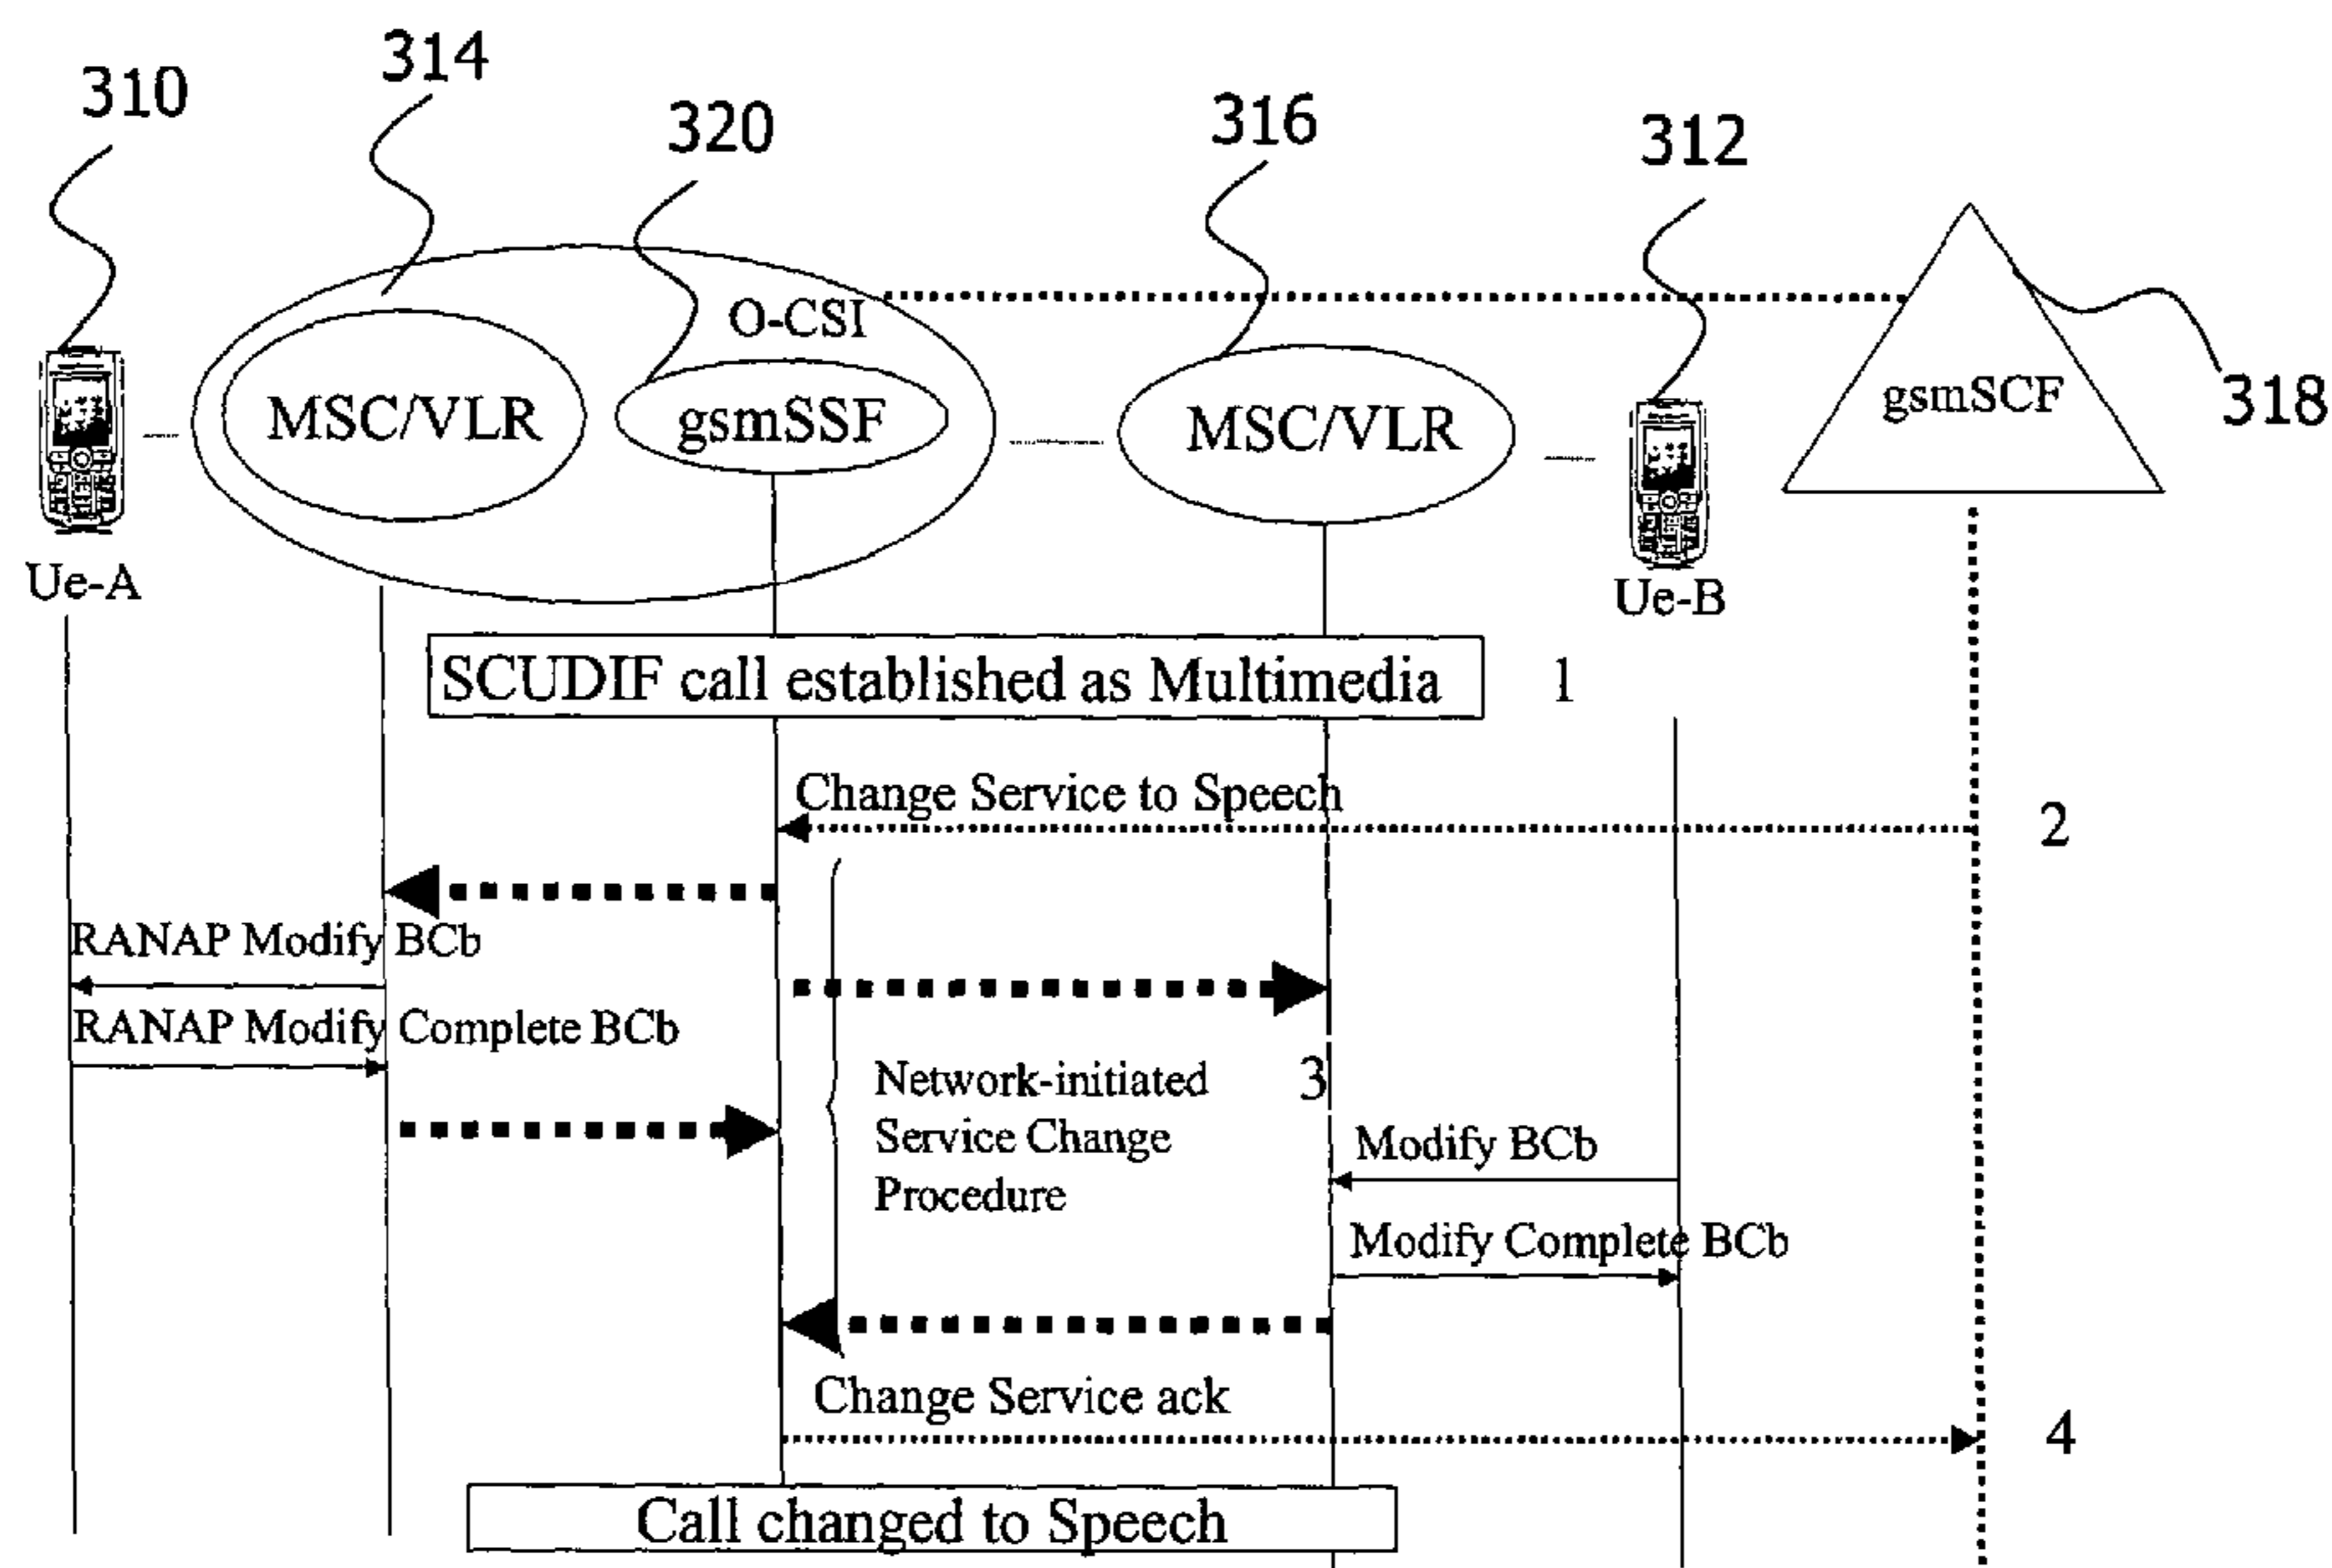 310
314
320
316
312
318
O-CSI
MSC/VLR
gsmSSF
MSC/VLR
gsmSCF
Ue-A
Ue-B
SCUDIF call established as Multimedia
1
Change Service to Speech
2
RANAP Modify BCb
RANAP Modify Complete BCb
Network-initiated
Service Change
Procedure
3
Modify BCb
Modify Complete BCb
Change Service ack
4
Call changed to Speech